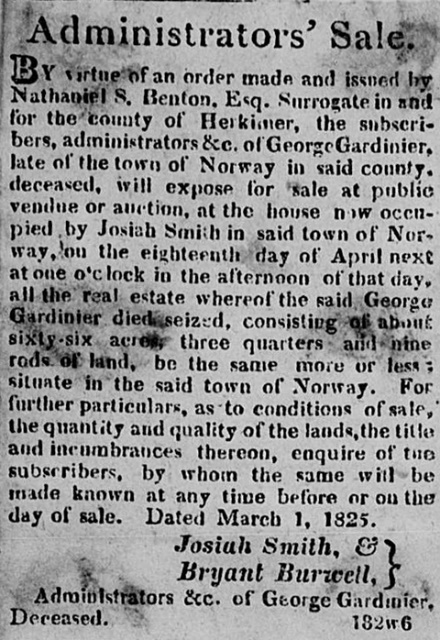 Administrators' Sale.
BY virtue of an order made and issued by
Nathaniel S. Benton, Esq. Surrogate in and
for the county of Herkimer, the subscri-
bers, administrators &c. of George Gardinier,
late of the town of Norway in said county,
deceased, will expose for sale at public
vendue or auction, at the house now occu-
pied by Josiah Smith in said town of Nor-
way, on the eighteenth day of April next
at one o'clock in the afternoon of that day,
all the real estate whereof the said George
Gardinier died seized, consisting of about
sixty-six acres, three quarters and nine
rods of land, be the same more or less;
situate in the said town of Norway. For
further particulars, as to conditions of sale,
the quantity and quality of the lands, the title
and incumbrances thereon, enquire of the
subscribers, by whom the same will be
made known at any time before or on the
day of sale. Dated March 1, 1825.
Josiah Smith, &
Bryant Burwell, }
Administrators &c. of George Gardinier,
Deceased. 182w6